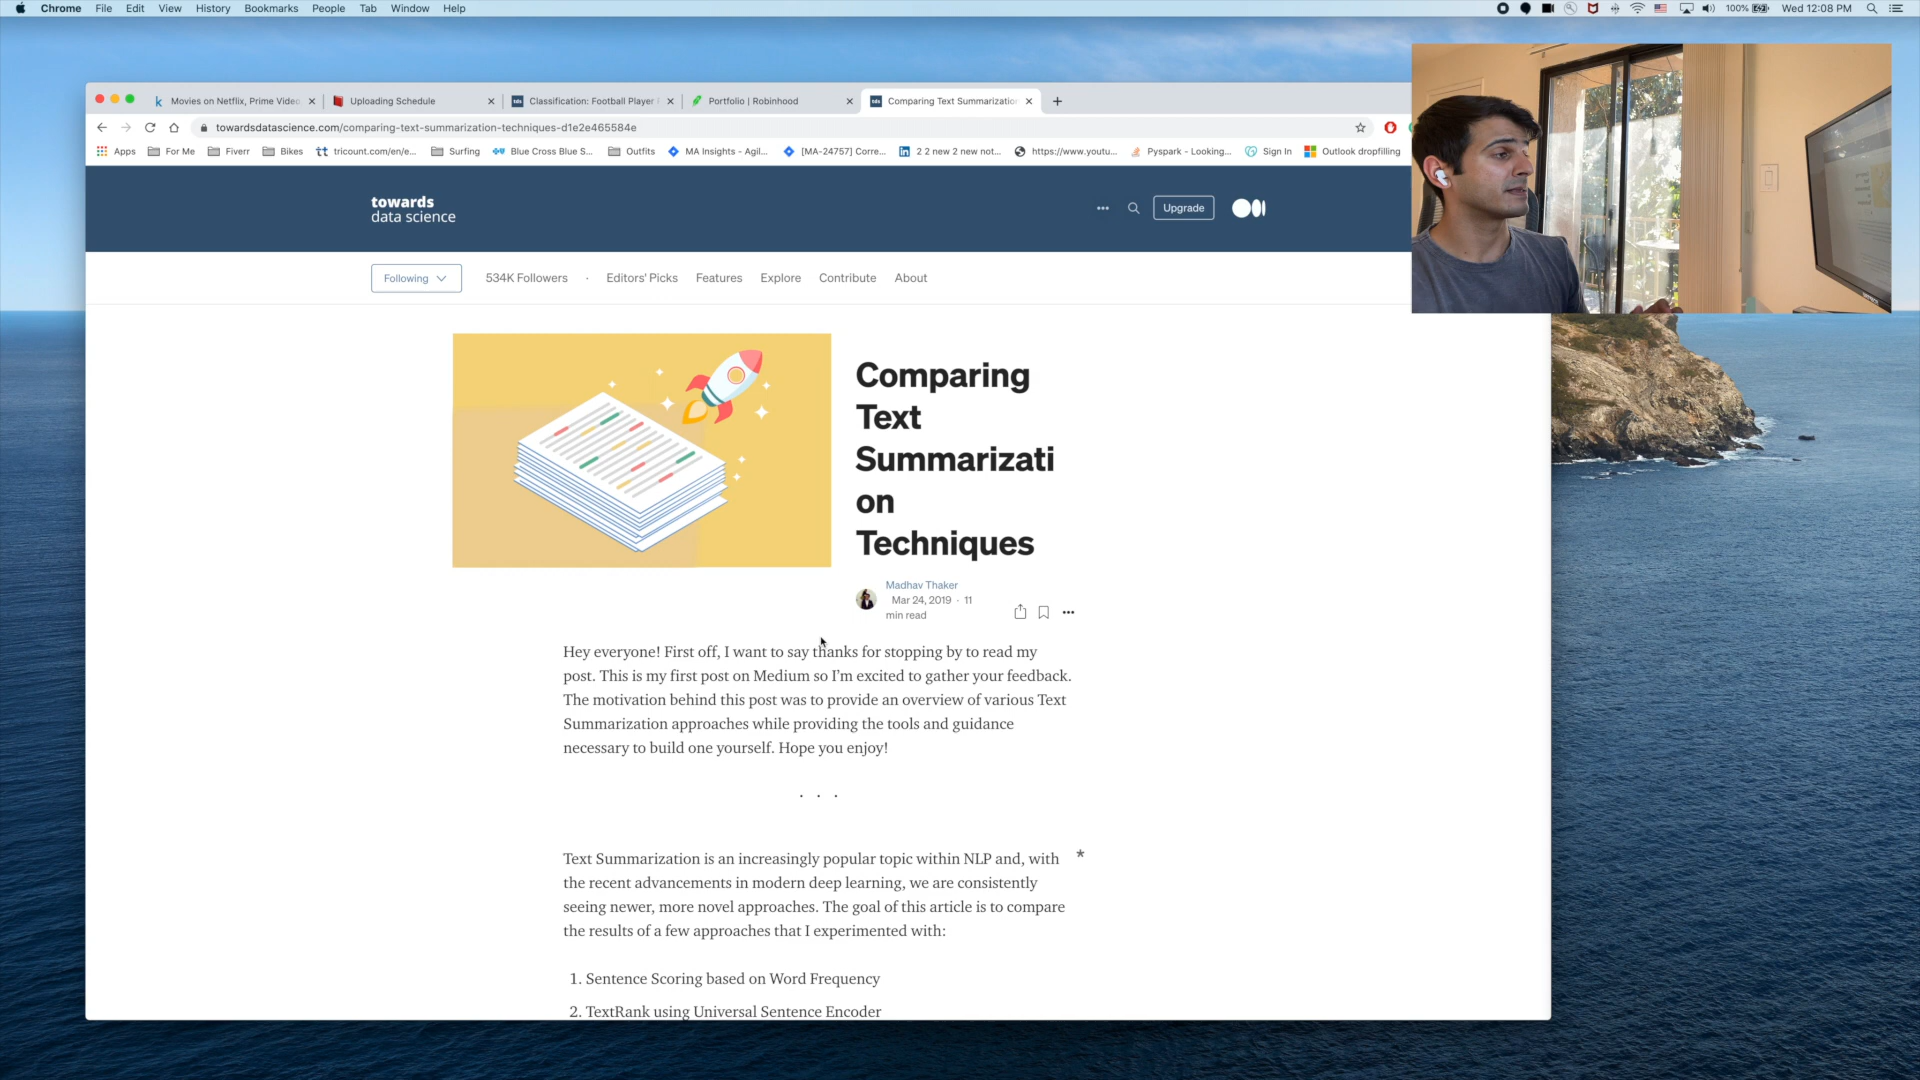 Chrome File Edit View History Bookmarks People Tab Window Help
100% Wed 12:08 PM
Movies on Netflix, Prime Video Uploading Schedule Classification: Football Player Portfolio | Robinhood Comparing Text Summarization
towardsdatascience.com/comparing-text-summarization-techniques-d1e2e465584e
Apps For Me Fiverr Bikes tricount.com/en/e... Surfing Blue Cross Blue S... Outfits MA Insights - Agil... [MA-24757] Corre... 2 2 new 2 new not... https://www.youtu... Pyspark - Looking... Sign In Outlook dropfilling
towards
data science
Upgrade
Following 534K Followers · Editors' Picks Features Explore Contribute About
Comparing
Text
Summarizati
on
Techniques
Madhav Thaker
Mar 24, 2019 · 11
min read
Hey everyone! First off, I want to say thanks for stopping by to read my
post. This is my first post on Medium so I'm excited to gather your feedback.
The motivation behind this post was to provide an overview of various Text
Summarization approaches while providing the tools and guidance
necessary to build one yourself. Hope you enjoy!
. . .
Text Summarization is an increasingly popular topic within NLP and, with *
the recent advancements in modern deep learning, we are consistently
seeing newer, more novel approaches. The goal of this article is to compare
the results of a few approaches that I experimented with:
1. Sentence Scoring based on Word Frequency
2. TextRank using Universal Sentence Encoder